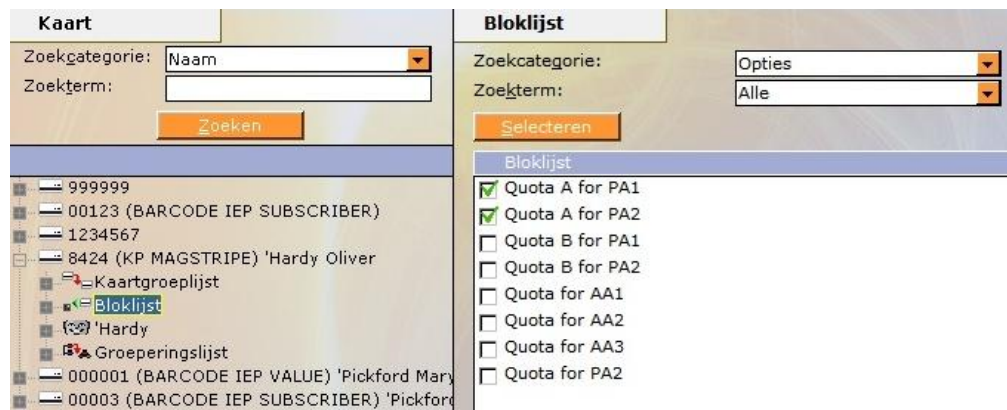 Kaart
Zoekcategorie: Naam
Zoekterm:
Zoeken
999999
00123 (BARCODE IEP SUBSCRIBER)
1234567
8424 (KP MAGSTRIPE) 'Hardy Oliver
Kaartgroeplijst
Bloklijst
'Hardy
Groeperingslijst
000001 (BARCODE IEP VALUE) 'Pickford Mary
00003 (BARCODE IEP SUBSCRIBER) 'Pickford
Bloklijst
Zoekcategorie: Opties
Zoekterm: Alle
Selecteren
Bloklijst
Quota A for PA1
Quota A for PA2
Quota B for PA1
Quota B for PA2
Quota for AA1
Quota for AA2
Quota for AA3
Quota for PA2